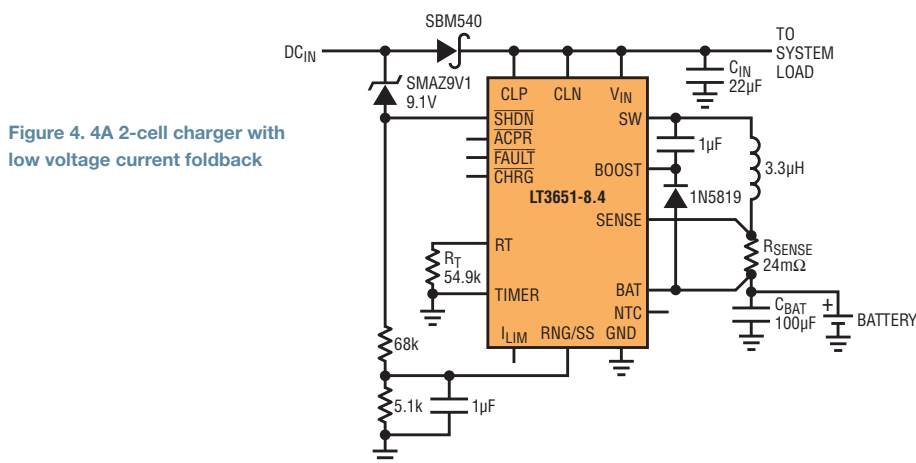 Figure 4. 4A 2-cell charger with
low voltage current foldback
SBM540
DCIN
TO
SYSTEM
LOAD
CIN
22µF
SMAZ9V1
9.1V
CLP
CLN
VIN
SHDN
ACPR
FAULT
CHRG
SW
1µF
BOOST
3.3µH
LT3651-8.4
1N5819
SENSE
RT
RT
54.9k
RSENSE
24mΩ
TIMER
BAT
NTC
CBAT
100µF
+
BATTERY
ILIM
RNG/SS
GND
68k
5.1k
1µF